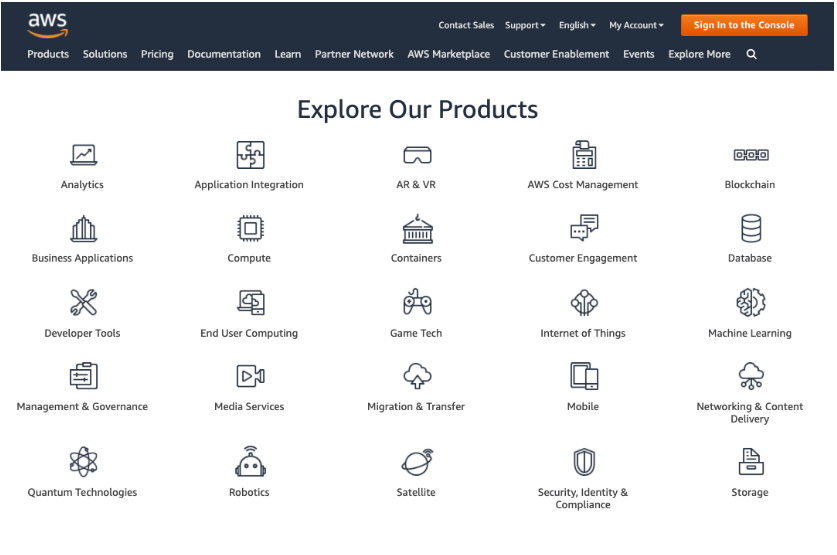 aws
Contact Sales Support English My Account Sign In to the Console
Products Solutions Pricing Documentation Learn Partner Network AWS Marketplace Customer Enablement Events Explore More
Explore Our Products
Analytics Application Integration AR & VR AWS Cost Management Blockchain
Business Applications Compute Containers Customer Engagement Database
Developer Tools End User Computing Game Tech Internet of Things Machine Learning
Management & Governance Media Services Migration & Transfer Mobile Networking & Content
Delivery
Quantum Technologies Robotics Satellite Security, Identity & Storage
Compliance